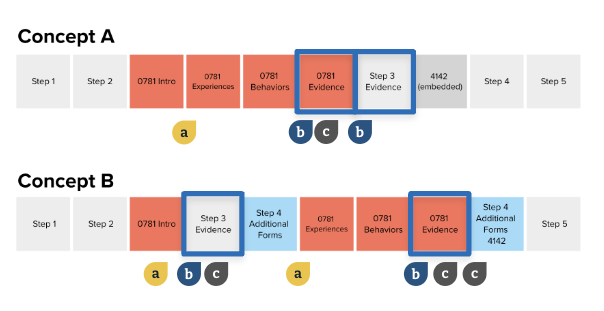 Concept A
Step 1
Step 2
0781 Intro
0781
Experiences
0781
Behaviors
0781
Evidence
Step 3
Evidence
4142
(embedded)
Step 4
Step 5
a
b
c
b
Concept B
Step 1
Step 2
0781 Intro
Step 3
Evidence
Step 4
Additional
Forms
0781
Experiences
0781
Behaviors
0781
Evidence
Step 4
Additional
Forms
4142
Step 5
a
b
c
a
b
c
c